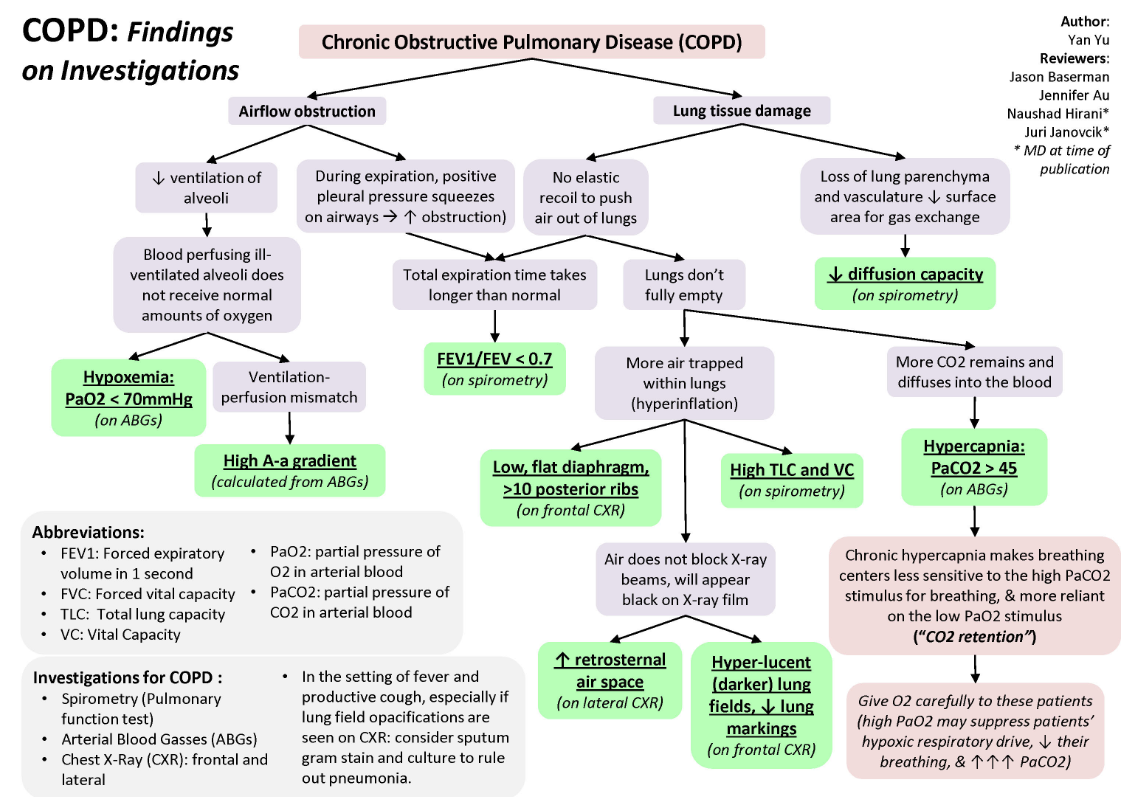 COPD: Findings
on Investigations
Chronic Obstructive Pulmonary Disease (COPD)
Author:
Yan Yu
Reviewers:
Jason Baserman
Jennifer Au
Naushad Hirani*
Juri Janovcik*
* MD at time of
publication
Airflow obstruction
Lung tissue damage
↓ ventilation of
alveoli
During expiration, positive
pleural pressure squeezes
on airways → ↑ obstruction)
No elastic
recoil to push
air out of lungs
Loss of lung parenchyma
and vasculature ↓ surface
area for gas exchange
Blood perfusing ill-
ventilated alveoli does
not receive normal
amounts of oxygen
Total expiration time takes
longer than normal
Lungs don’t
fully empty
↓ diffusion capacity
(on spirometry)
Hypoxemia:
PaO2 < 70mmHg
(on ABGs)
Ventilation-
perfusion mismatch
FEV1/FEV < 0.7
(on spirometry)
More air trapped
within lungs
(hyperinflation)
More CO2 remains and
diffuses into the blood
High A-a gradient
(calculated from ABGs)
Low, flat diaphragm,
>10 posterior ribs
(on frontal CXR)
High TLC and VC
(on spirometry)
Hypercapnia:
PaCO2 > 45
(on ABGs)
Air does not block X-ray
beams, will appear
black on X-ray film
Chronic hypercapnia makes breathing
centers less sensitive to the high PaCO2
stimulus for breathing, & more reliant
on the low PaO2 stimulus
(“CO2 retention”)
↑ retrosternal
air space
(on lateral CXR)
Hyper-lucent
(darker) lung
fields, ↓ lung
markings
(on frontal CXR)
Give O2 carefully to these patients
(high PaO2 may suppress patients’
hypoxic respiratory drive, ↓ their
breathing, & ↑↑↑ PaCO2)
Abbreviations:
• FEV1: Forced expiratory
volume in 1 second
• FVC: Forced vital capacity
• TLC: Total lung capacity
• VC: Vital Capacity
• PaO2: partial pressure of
O2 in arterial blood
• PaCO2: partial pressure of
CO2 in arterial blood
Investigations for COPD :
• Spirometry (Pulmonary
function test)
• Arterial Blood Gasses (ABGs)
• Chest X-Ray (CXR): frontal and
lateral
• In the setting of fever and
productive cough, especially if
lung field opacifications are
seen on CXR: consider sputum
gram stain and culture to rule
out pneumonia.